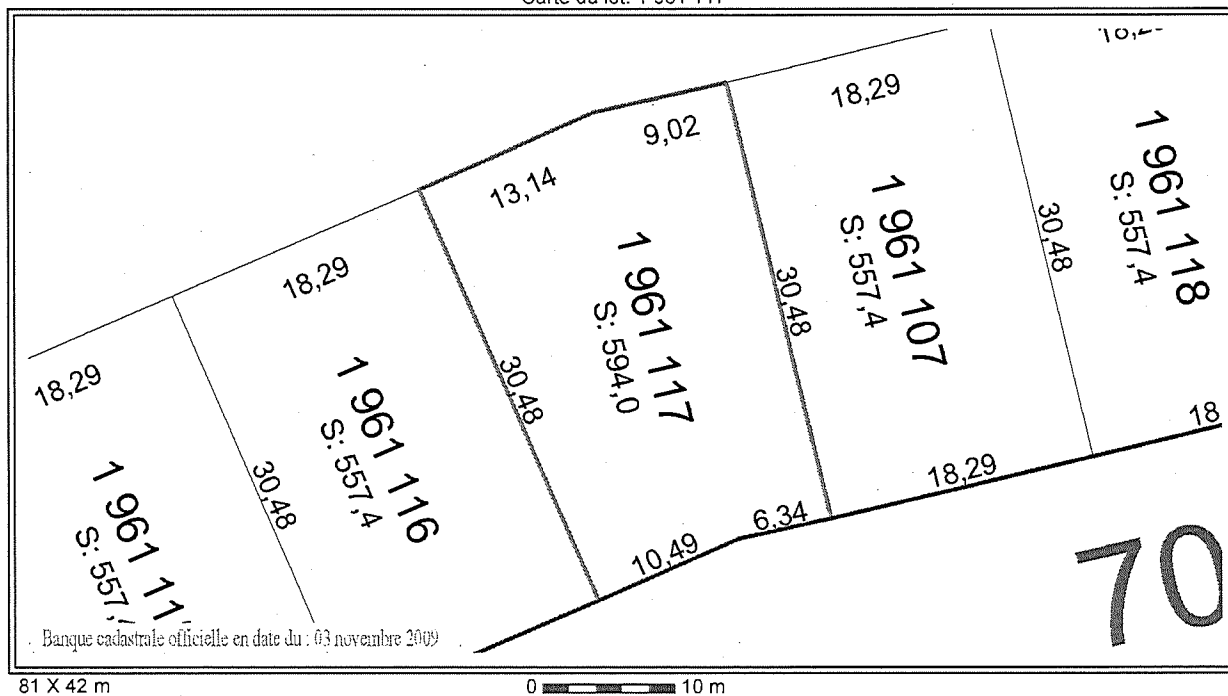 18,29
9,02
13,14
18,29
18,29
30,48
1 961 118
S: 557,4
1 961 107
S: 557,4
30,48
1 961 117
S: 594,0
30,48
1 961 116
S: 557,4
30,48
18
18,29
6,34
10,49
70
Banque cadastrale officielle en date du : 03 novembre 2009
81 X 42 m
0
10 m